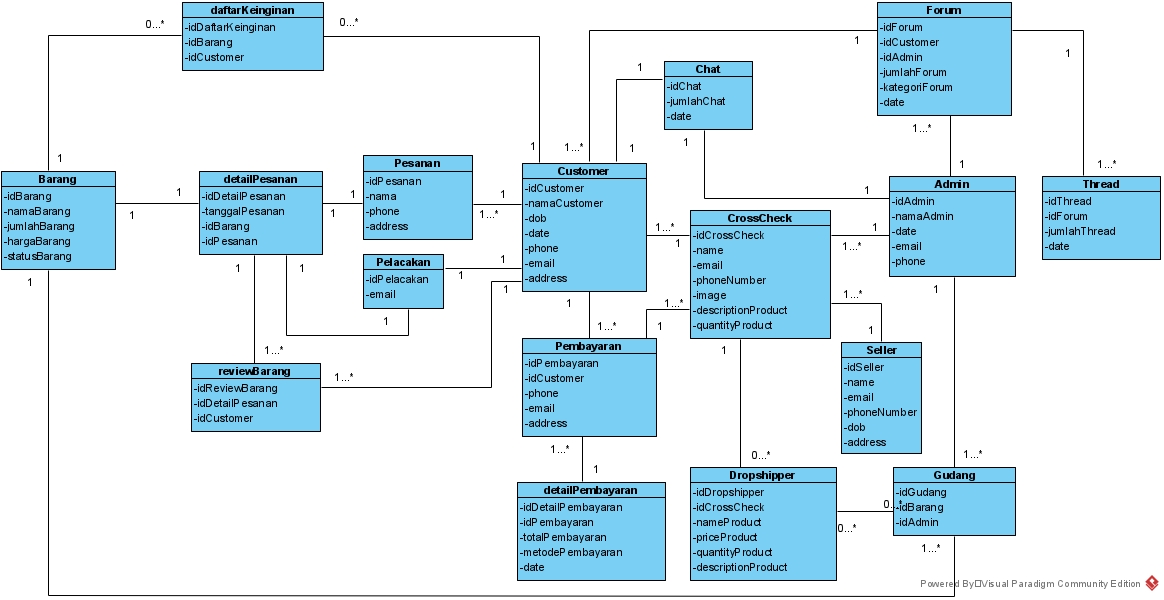 daftarKeinginan
-idDaftarKeinginan
-idBarang
-idCustomer
0...*
0...*
1
1
Forum
-idForum
-idCustomer
-idAdmin
-jumlahForum
-kategoriForum
-date
1
1
1...*
1
1...*
1...*
Chat
-idChat
-jumlahChat
-date
1
1
1
1
Barang
-idBarang
-namaBarang
-jumlahBarang
-hargaBarang
-statusBarang
1
1
1
detailPesanan
-idDetailPesanan
-tanggalPesanan
-idBarang
-idPesanan
1
1
1
1
Pesanan
-idPesanan
-nama
-phone
-address
1
1...*
Pelacakan
-idPelacakan
-email
1
1
1
Customer
-idCustomer
-namaCustomer
-dob
-date
-phone
-email
-address
1
1
1...*
1
1...*
CrossCheck
-idCrossCheck
-name
-email
-phoneNumber
-image
-descriptionProduct
-quantityProduct
1
1...*
1...*
1
1...*
1
1
0...*
Admin
-idAdmin
-namaAdmin
-date
-email
-phone
1
1...*
Thread
-idThread
-idForum
-jumlahThread
-date
reviewBarang
-idReviewBarang
-idDetailPesanan
-idCustomer
1...*
1...*
Pembayaran
-idPembayaran
-idCustomer
-phone
-email
-address
1...*
1
Seller
-idSeller
-name
-email
-phoneNumber
-dob
-address
detailPembayaran
-idDetailPembayaran
-idPembayaran
-totalPembayaran
-metodePembayaran
-date
Dropshipper
-idDropshipper
-idCrossCheck
-nameProduct
-priceProduct
-quantityProduct
-descriptionProduct
0...*
0...*
Gudang
-idGudang
-idBarang
-idAdmin
1...*
Powered By Visual Paradigm Community Edition